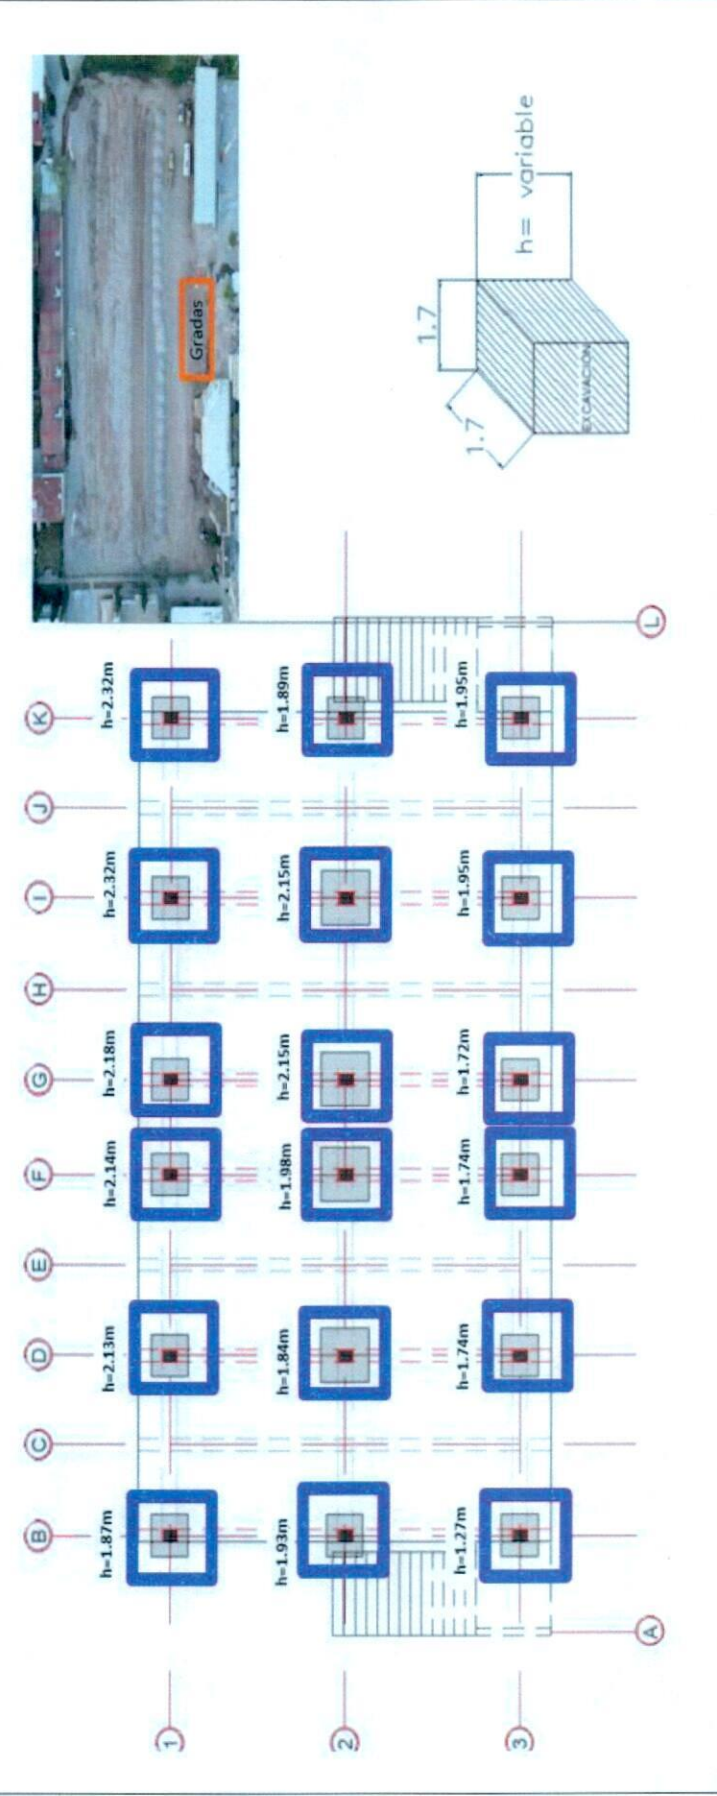 Gradas
1.7
1.7
h= variable
EXCAVACION
A
B
C
D
E
F
G
H
I
J
K
L
1
h=1.87m
h=2.13m
h=2.14m
h=2.18m
h=2.32m
h=2.32m
2
h=1.93m
h=1.84m
h=1.98m
h=2.15m
h=2.15m
h=1.89m
3
h=1.27m
h=1.74m
h=1.74m
h=1.72m
h=1.95m
h=1.95m